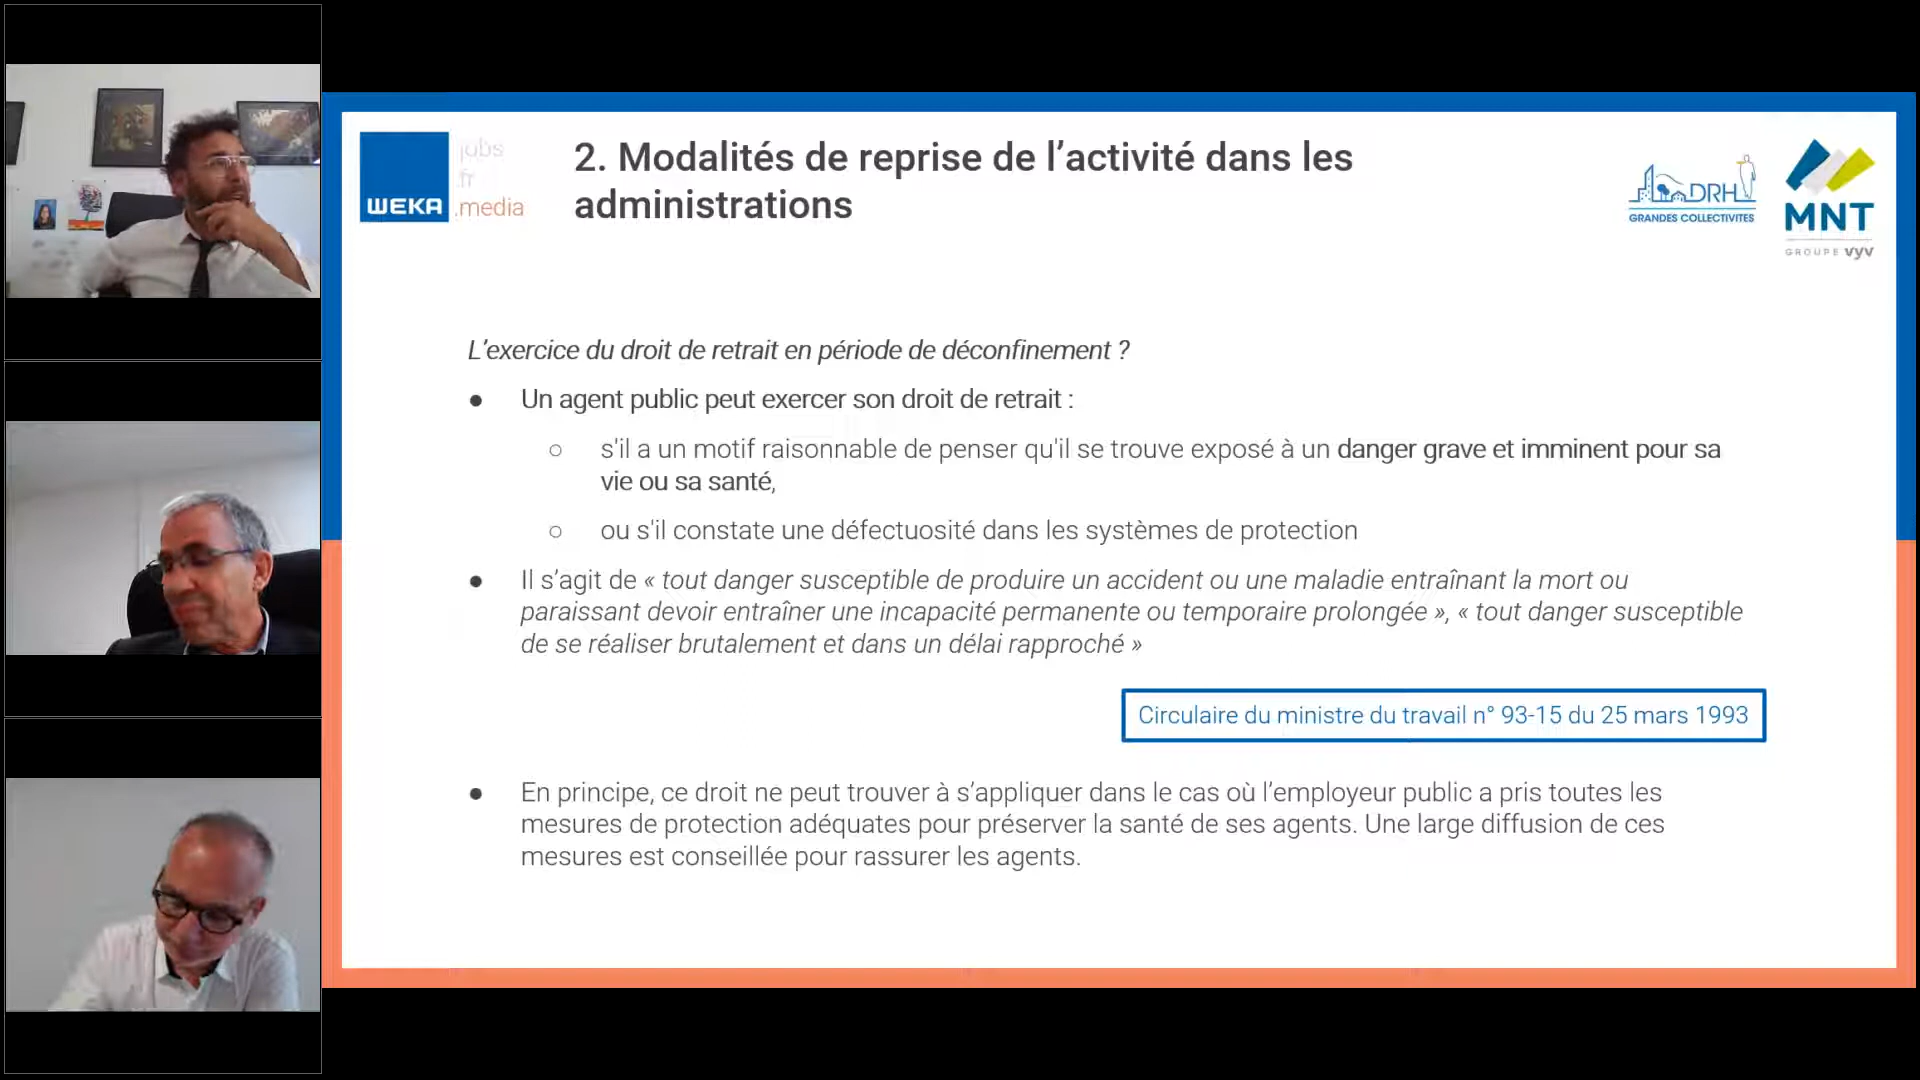 WEKA
jobs
.fr
.media
2. Modalités de reprise de l’activité dans les
administrations
DRH
GRANDES COLLECTIVITES
MNT
GROUPE vyv
L’exercice du droit de retrait en période de déconfinement ?
● Un agent public peut exercer son droit de retrait :
○ s'il a un motif raisonnable de penser qu'il se trouve exposé à un danger grave et imminent pour sa
vie ou sa santé,
○ ou s'il constate une défectuosité dans les systèmes de protection
● Il s’agit de « tout danger susceptible de produire un accident ou une maladie entraînant la mort ou
paraissant devoir entraîner une incapacité permanente ou temporaire prolongée », « tout danger susceptible
de se réaliser brutalement et dans un délai rapproché »
Circulaire du ministre du travail n° 93-15 du 25 mars 1993
● En principe, ce droit ne peut trouver à s’appliquer dans le cas où l’employeur public a pris toutes les
mesures de protection adéquates pour préserver la santé de ses agents. Une large diffusion de ces
mesures est conseillée pour rassurer les agents.